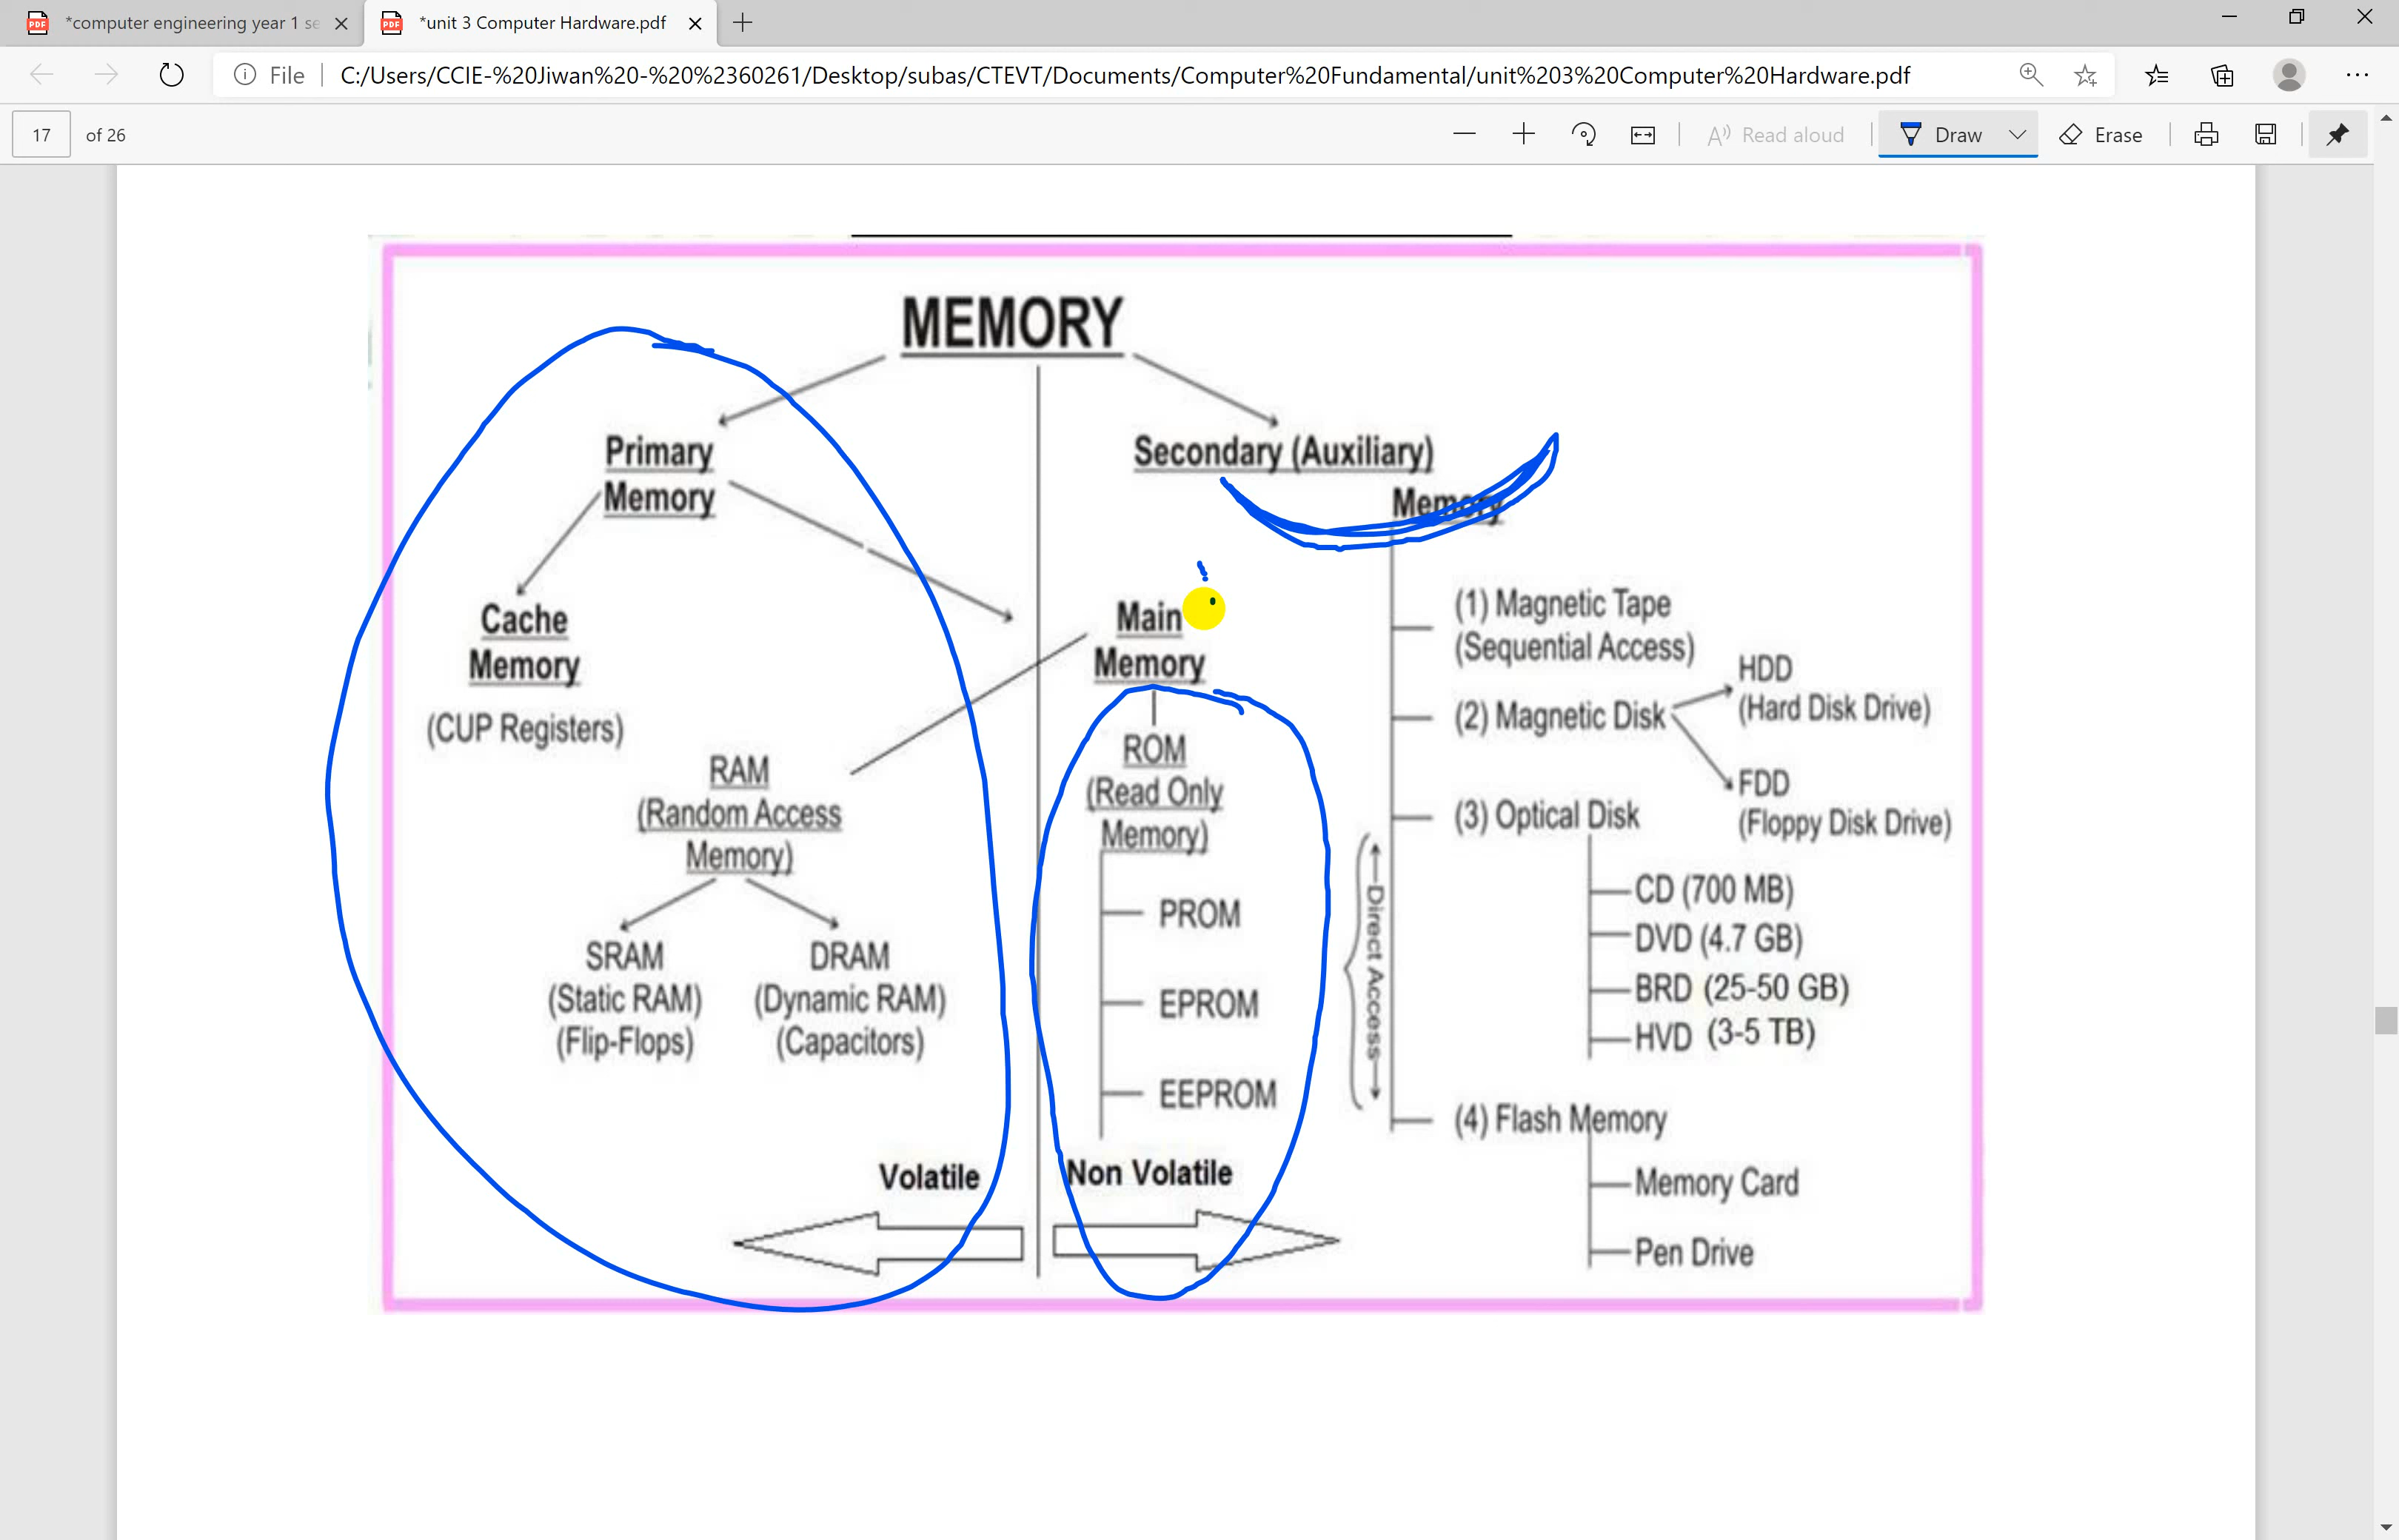 *computer engineering year 1 se
*unit 3 Computer Hardware.pdf
File
C:/Users/CCIE-%20Jiwan%20-%20%2360261/Desktop/subas/CTEVT/Documents/Computer%20Fundamental/unit%203%20Computer%20Hardware.pdf
17 of 26
Read aloud
Draw
Erase
MEMORY
Primary
Memory
Secondary (Auxiliary)
Memory
Cache
Memory
(CUP Registers)
Main
Memory
RAM
(Random Access
Memory)
SRAM
(Static RAM)
(Flip-Flops)
DRAM
(Dynamic RAM)
(Capacitors)
ROM
(Read Only
Memory)
PROM
EPROM
EEPROM
Volatile
Non Volatile
Direct Access
(1) Magnetic Tape
(Sequential Access)
(2) Magnetic Disk
HDD
(Hard Disk Drive)
FDD
(Floppy Disk Drive)
(3) Optical Disk
CD (700 MB)
DVD (4.7 GB)
BRD (25-50 GB)
HVD (3-5 TB)
(4) Flash Memory
Memory Card
Pen Drive